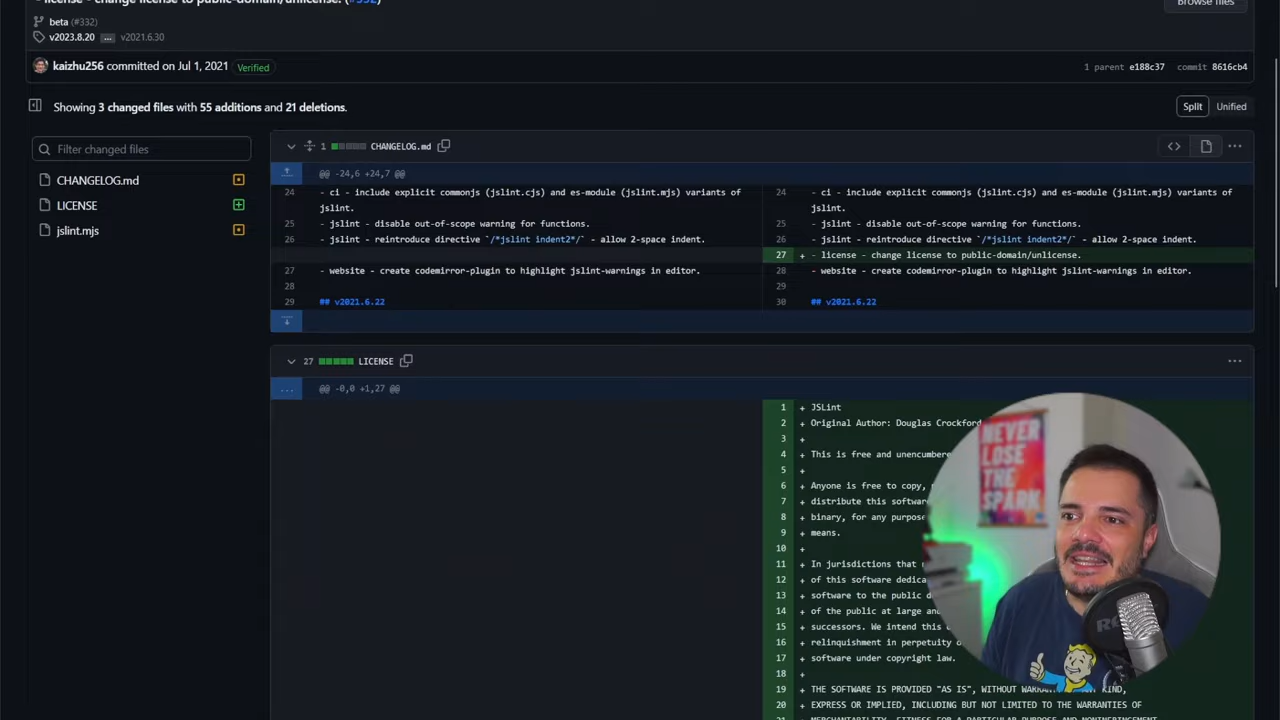 - license - change license to public-domain/unlicense. (#332)
Browse files
beta (#332)
v2023.8.20 ... v2021.6.30
kaizhu256 committed on Jul 1, 2021 Verified
1 parent e188c37 commit 8616cb4
Showing 3 changed files with 55 additions and 21 deletions.
Split Unified
Filter changed files
CHANGELOG.md
LICENSE
jslint.mjs
1 CHANGELOG.md
@@ -24,6 +24,7 @@
24 - ci - include explicit commonjs (jslint.cjs) and es-module (jslint.mjs) variants of
jslint.
25 - jslint - disable out-of-scope warning for functions.
26 - jslint - reintroduce directive `/*jslint indent2*/` - allow 2-space indent.
27 - website - create codemirror-plugin to highlight jslint-warnings in editor.
28
29 ## v2021.6.22
24 - ci - include explicit commonjs (jslint.cjs) and es-module (jslint.mjs) variants of
jslint.
25 - jslint - disable out-of-scope warning for functions.
26 - jslint - reintroduce directive `/*jslint indent2*/` - allow 2-space indent.
27 + - license - change license to public-domain/unlicense.
28 - website - create codemirror-plugin to highlight jslint-warnings in editor.
29
30 ## v2021.6.22
27 LICENSE
... @@ -0,0 +1,27 @@
1 + JSLint
2 + Original Author: Douglas Crockford
3 +
4 + This is free and unencumbere
5 +
6 + Anyone is free to copy,
7 + distribute this softwar
8 + binary, for any purpose
9 + means.
10 +
11 + In jurisdictions that
12 + of this software dedica
13 + software to the public d
14 + of the public at large and
15 + successors. We intend this
16 + relinquishment in perpetuity o
17 + software under copyright law.
18 +
19 + THE SOFTWARE IS PROVIDED "AS IS", WITHOUT WARRAN KIND,
20 + EXPRESS OR IMPLIED, INCLUDING BUT NOT LIMITED TO THE WARRANTIES OF
21 + MERCHANTABILITY, FITNESS FOR A PARTICULAR PURPOSE AND NONINFRINGEMENT
NEVER
LOSE
THE
SPARK